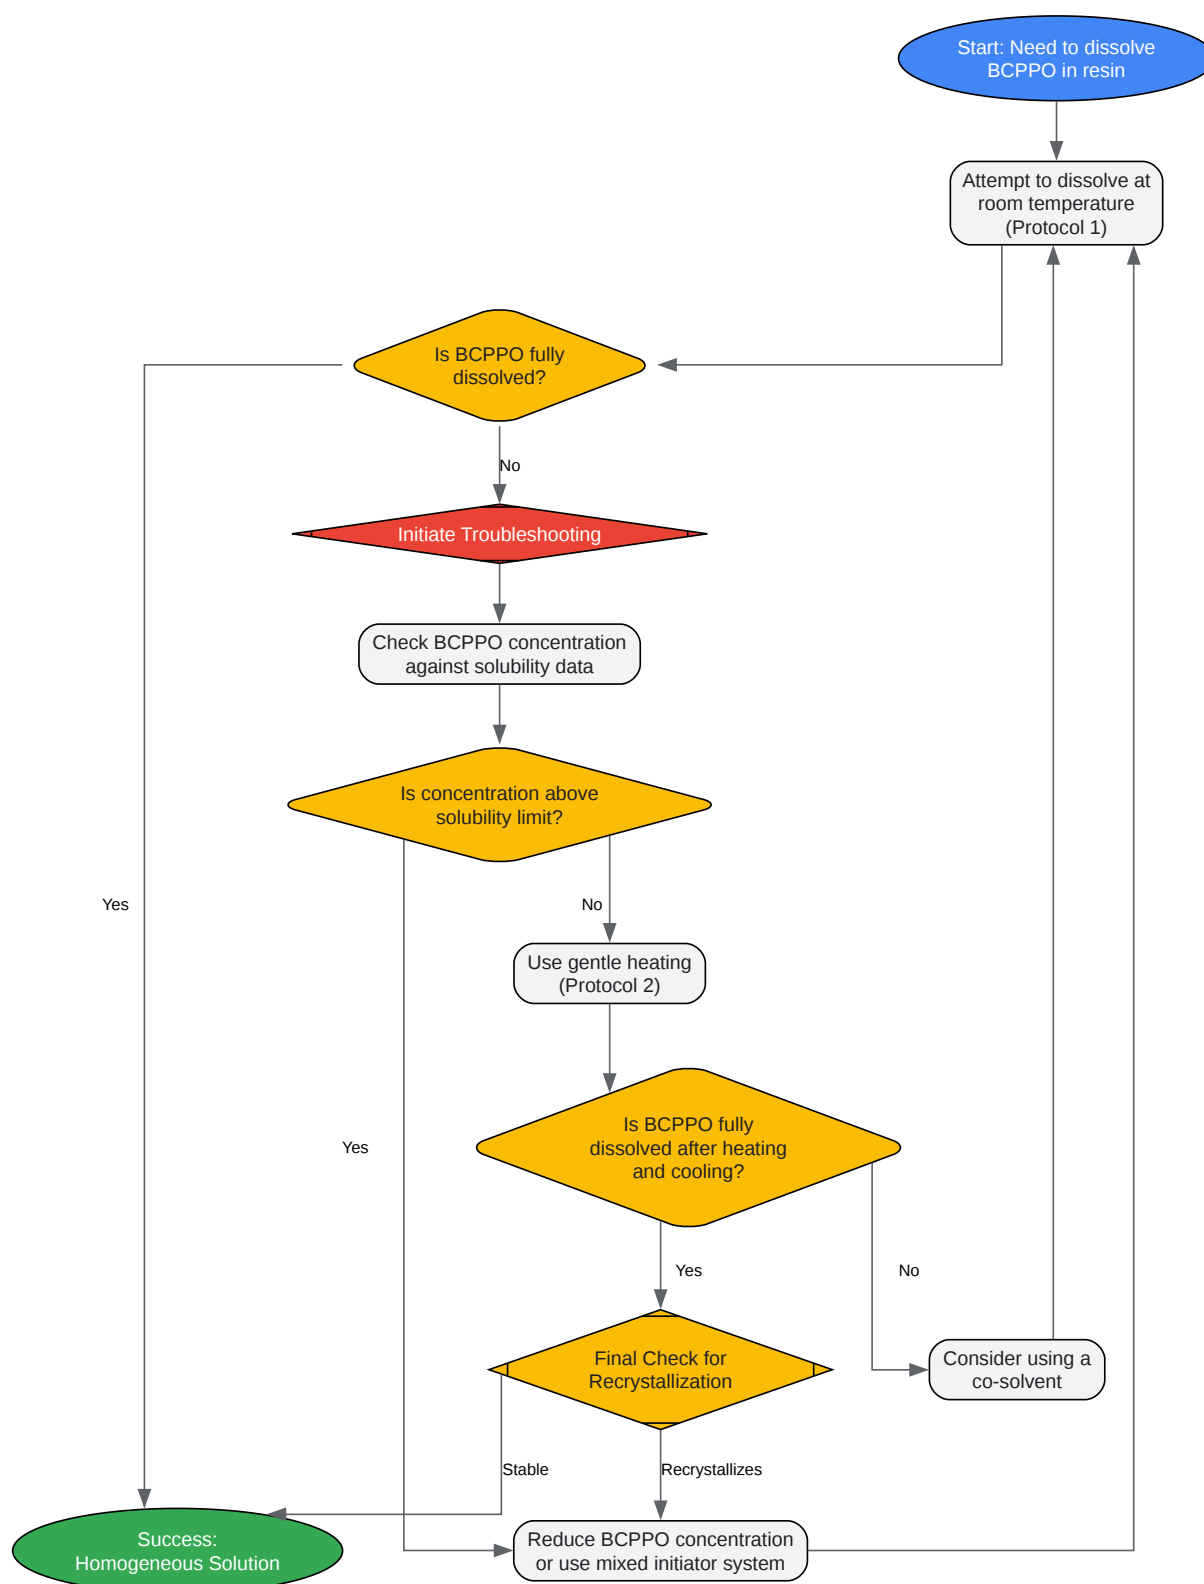 Start: Need to dissolve
BCPPO in resin
Attempt to dissolve at
room temperature
(Protocol 1)
Is BCPPO fully
dissolved?
No
Initiate Troubleshooting
Check BCPPO concentration
against solubility data
Is concentration above
solubility limit?
Yes
No
Use gentle heating
(Protocol 2)
Is BCPPO fully
dissolved after heating
and cooling?
Yes
Yes
No
Final Check for
Recrystallization
Consider using a
co-solvent
Stable
Recrystallizes
Success:
Homogeneous Solution
Reduce BCPPO concentration
or use mixed initiator system